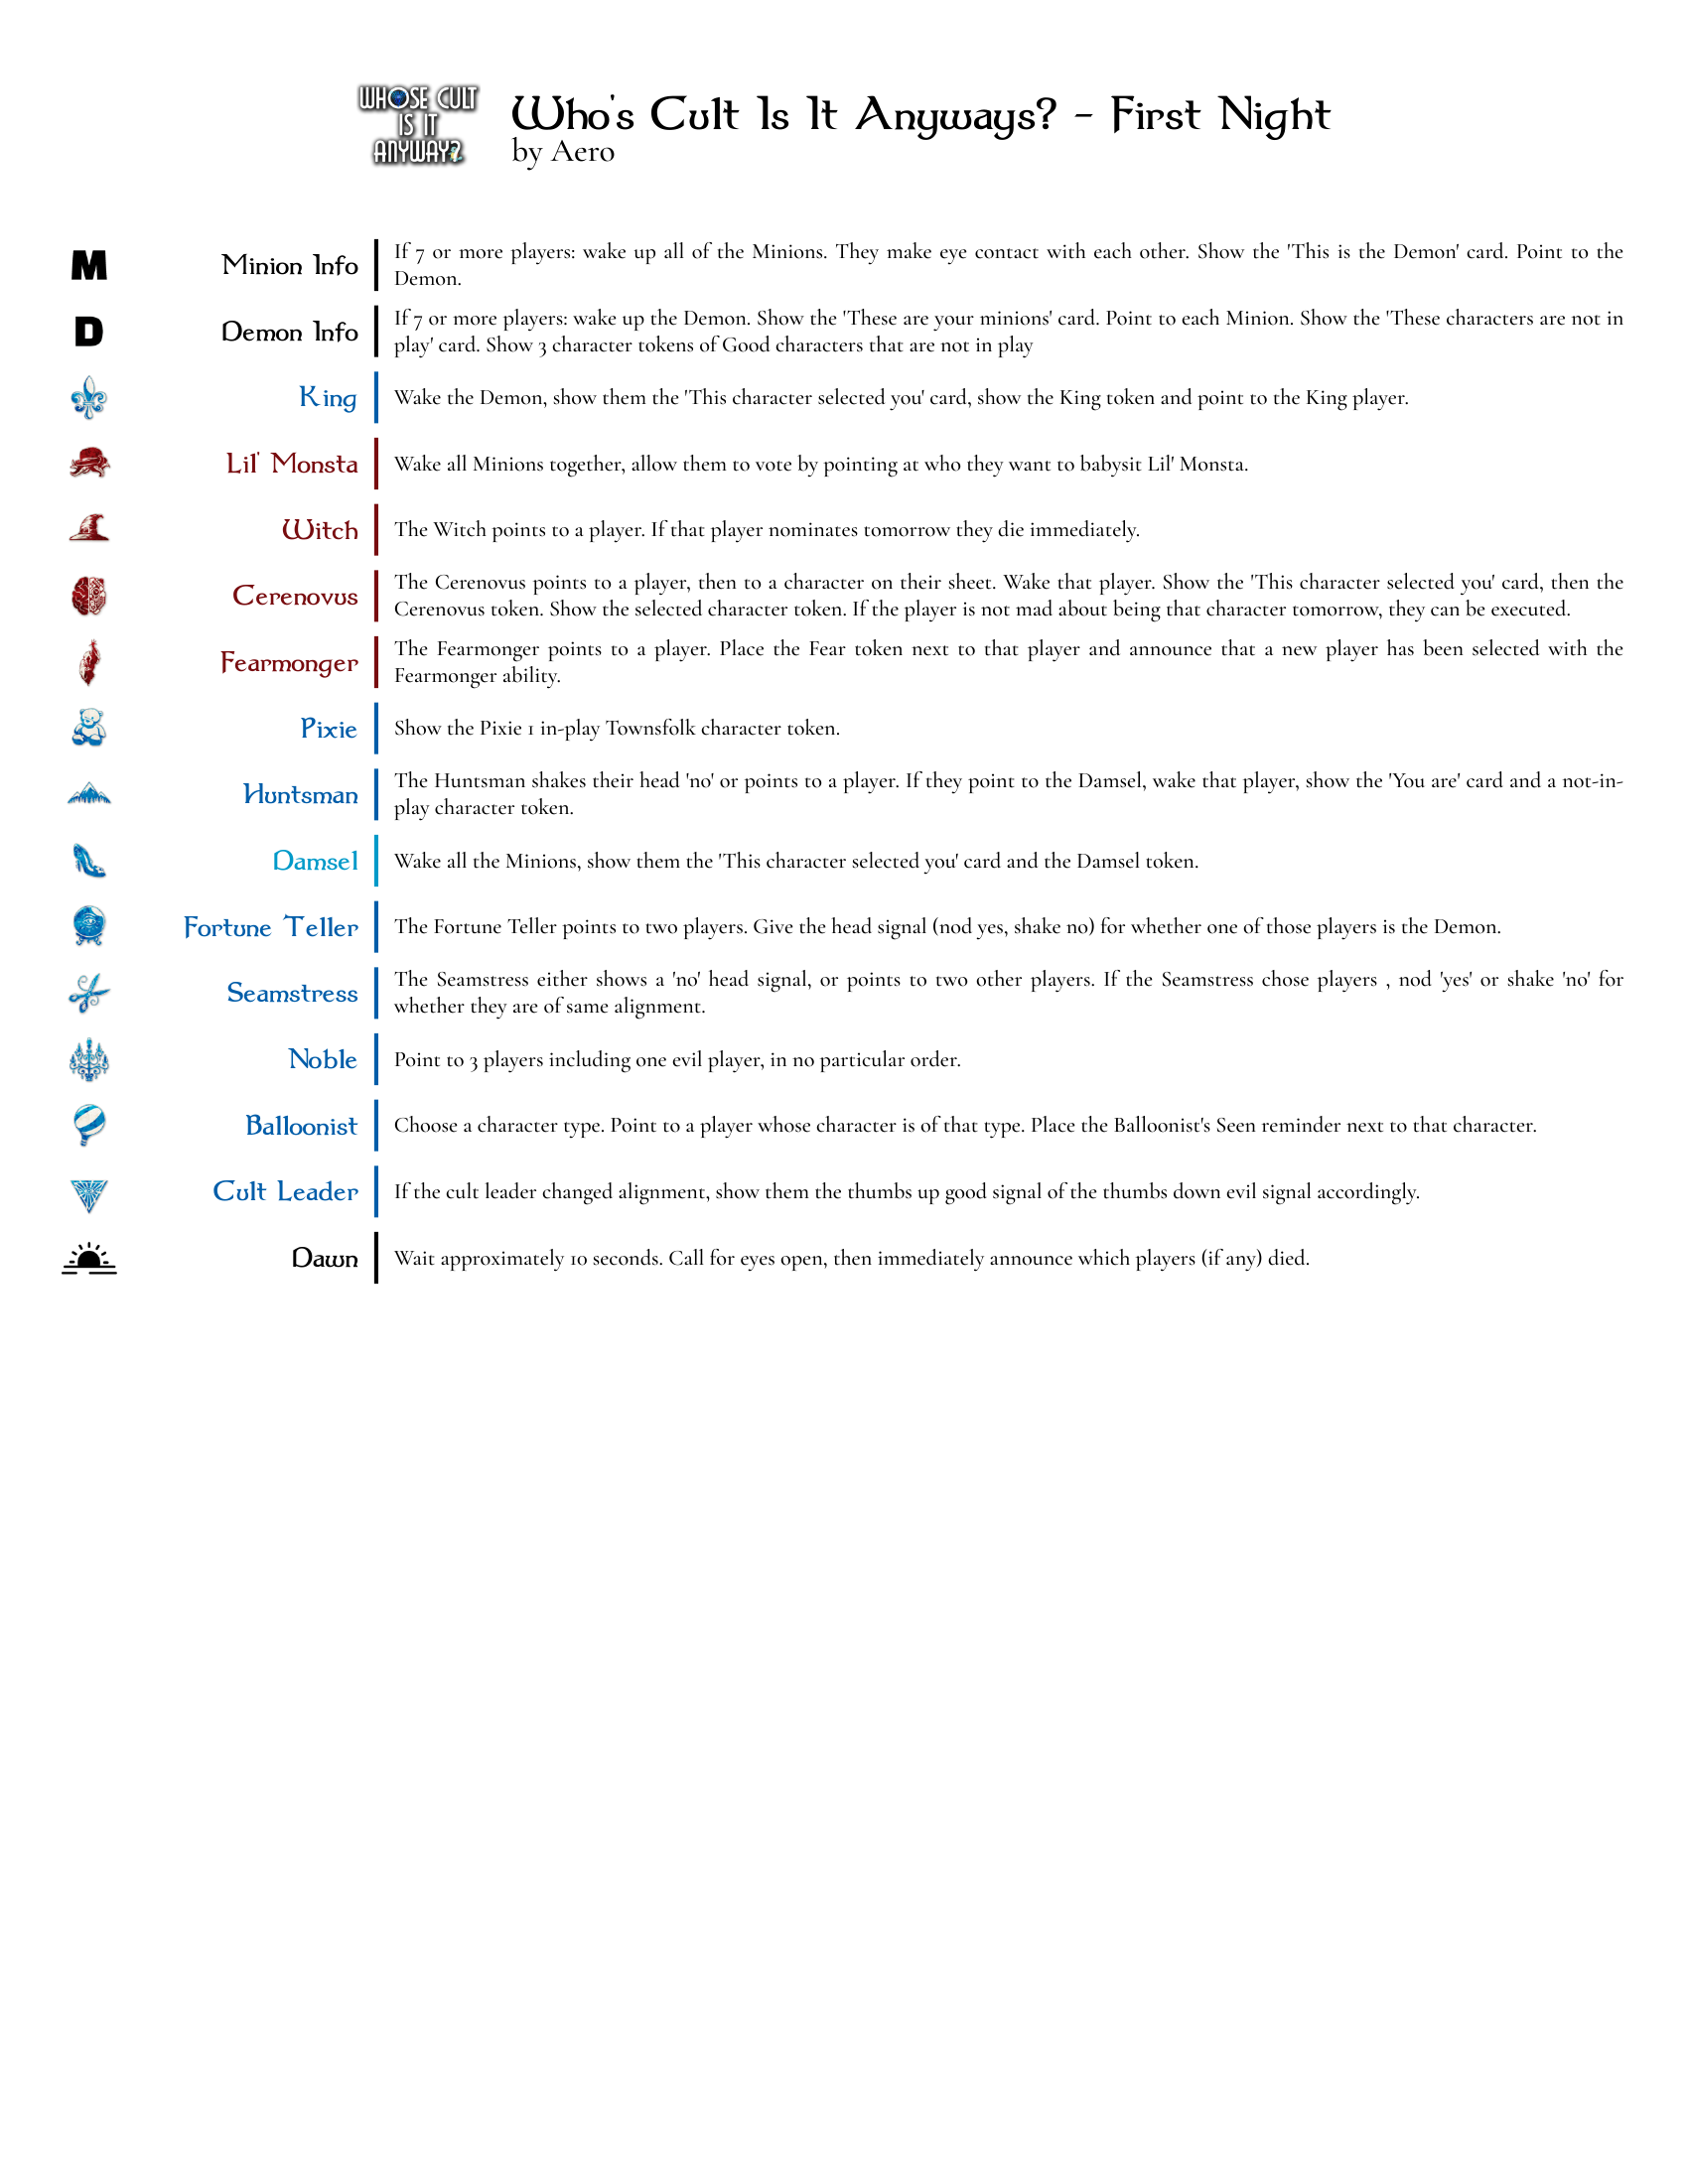 WHOSE CULT
IS IT
ANYWAY?
Who's Cult Is It Anyways? - First Night
by Aero
M
Minion Info
If 7 or more players: wake up all of the Minions. They make eye contact with each other. Show the 'This is the Demon' card. Point to the
Demon.
D
Demon Info
If 7 or more players: wake up the Demon. Show the 'These are your minions' card. Point to each Minion. Show the 'These characters are not in
play' card. Show 3 character tokens of Good characters that are not in play
King
Wake the Demon, show them the 'This character selected you' card, show the King token and point to the King player.
Lil' Monsta
Wake all Minions together, allow them to vote by pointing at who they want to babysit Lil' Monsta.
Witch
The Witch points to a player. If that player nominates tomorrow they die immediately.
Cerenovus
The Cerenovus points to a player, then to a character on their sheet. Wake that player. Show the 'This character selected you' card, then the
Cerenovus token. Show the selected character token. If the player is not mad about being that character tomorrow, they can be executed.
Fearmonger
The Fearmonger points to a player. Place the Fear token next to that player and announce that a new player has been selected with the
Fearmonger ability.
Pixie
Show the Pixie 1 in-play Townsfolk character token.
Huntsman
The Huntsman shakes their head 'no' or points to a player. If they point to the Damsel, wake that player, show the 'You are' card and a not-in-
play character token.
Damsel
Wake all the Minions, show them the 'This character selected you' card and the Damsel token.
Fortune Teller
The Fortune Teller points to two players. Give the head signal (nod yes, shake no) for whether one of those players is the Demon.
Seamstress
The Seamstress either shows a 'no' head signal, or points to two other players. If the Seamstress chose players , nod 'yes' or shake 'no' for
whether they are of same alignment.
Noble
Point to 3 players including one evil player, in no particular order.
Balloonist
Choose a character type. Point to a player whose character is of that type. Place the Balloonist's Seen reminder next to that character.
Cult Leader
If the cult leader changed alignment, show them the thumbs up good signal of the thumbs down evil signal accordingly.
Dawn
Wait approximately 10 seconds. Call for eyes open, then immediately announce which players (if any) died.